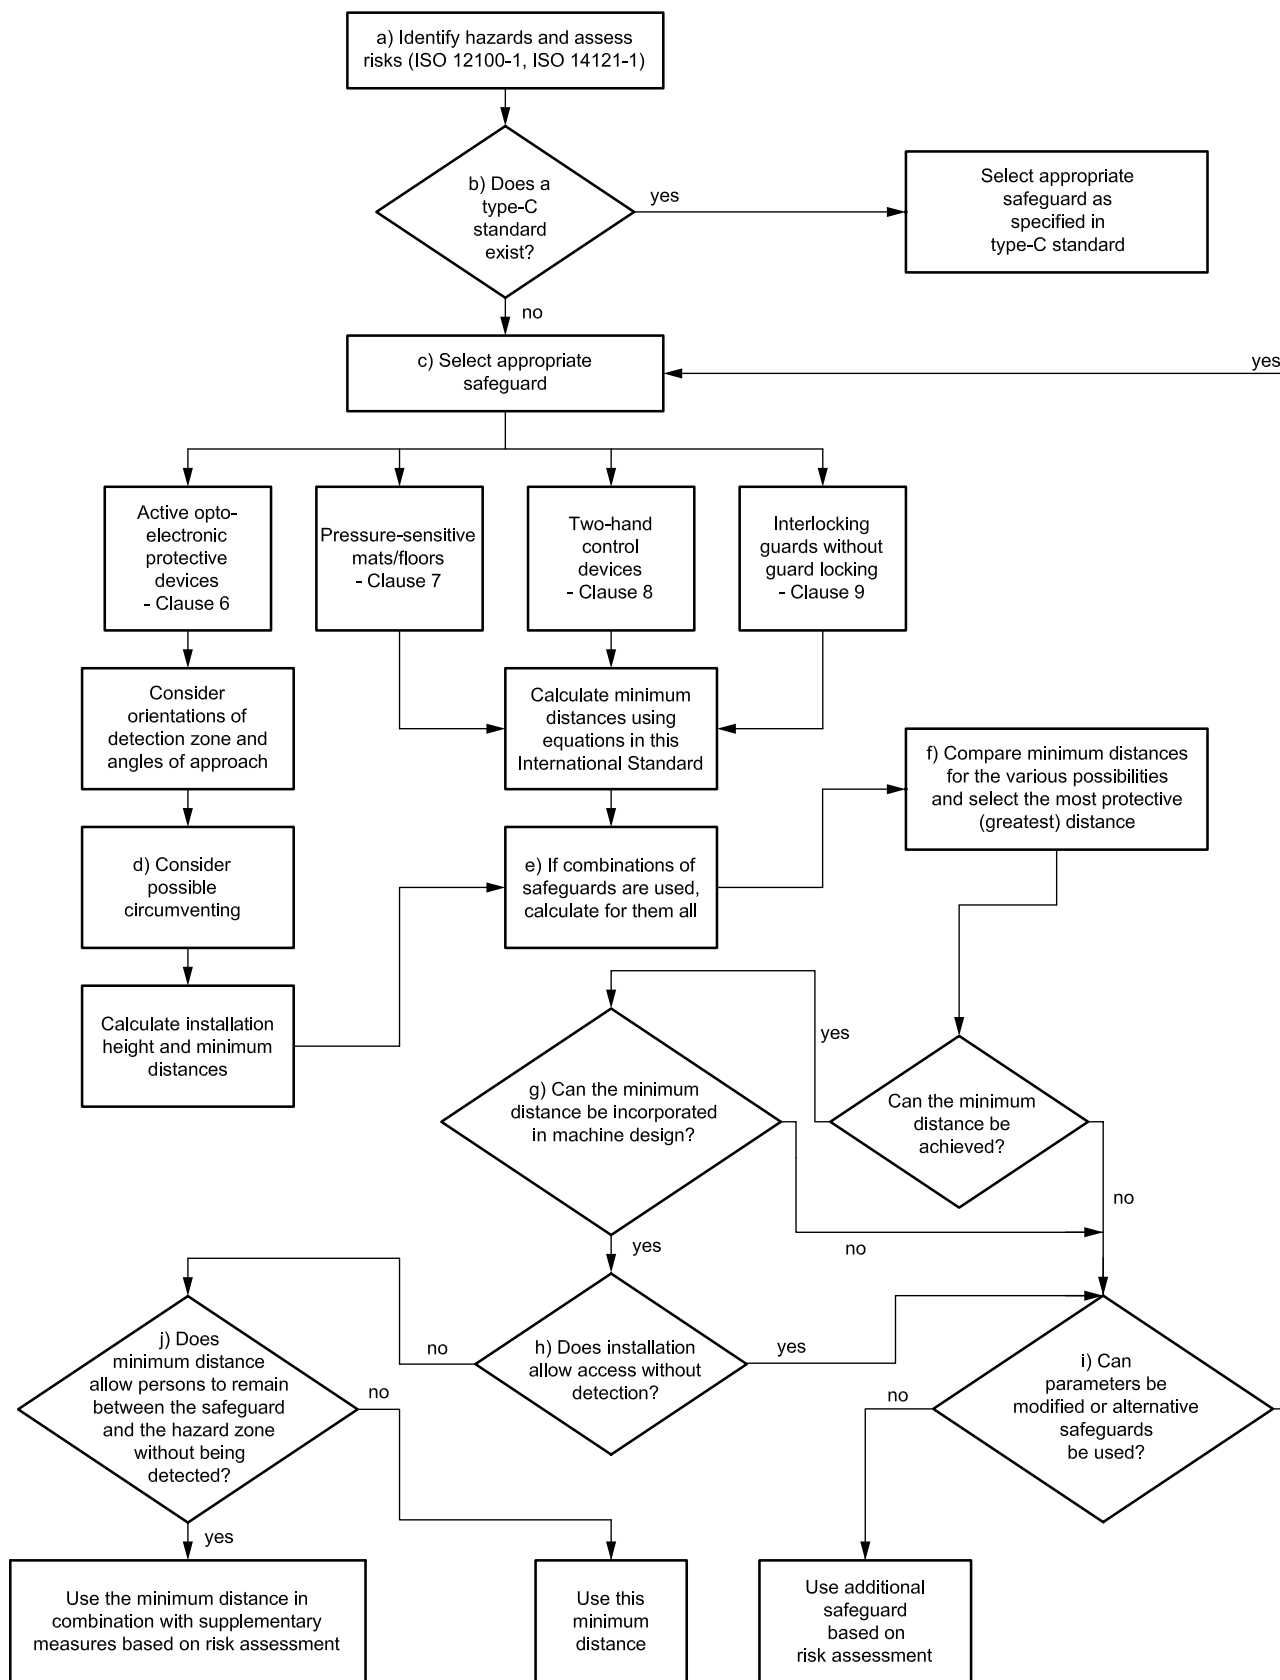 a) Identify hazards and assess
risks (ISO 12100-1, ISO 14121-1)
b) Does a
type-C
standard
exist?
yes
Select appropriate
safeguard as
specified in
type-C standard
no
c) Select appropriate
safeguard
yes
Active opto-
electronic
protective
devices
- Clause 6
Pressure-sensitive
mats/floors
- Clause 7
Two-hand
control
devices
- Clause 8
Interlocking
guards without
guard locking
- Clause 9
Consider
orientations of
detection zone and
angles of approach
Calculate minimum
distances using
equations in this
International Standard
f) Compare minimum distances
for the various possibilities
and select the most protective
(greatest) distance
d) Consider
possible
circumventing
e) If combinations of
safeguards are used,
calculate for them all
Calculate installation
height and minimum
distances
yes
g) Can the minimum
distance be incorporated
in machine design?
Can the minimum
distance be
achieved?
no
no
yes
j) Does
minimum distance
allow persons to remain
between the safeguard
and the hazard zone
without being
detected?
no
h) Does installation
allow access without
detection?
yes
i) Can
parameters be
modified or alternative
safeguards
be used?
no
no
yes
Use the minimum distance in
combination with supplementary
measures based on risk assessment
Use this
minimum
distance
Use additional
safeguard
based on
risk assessment